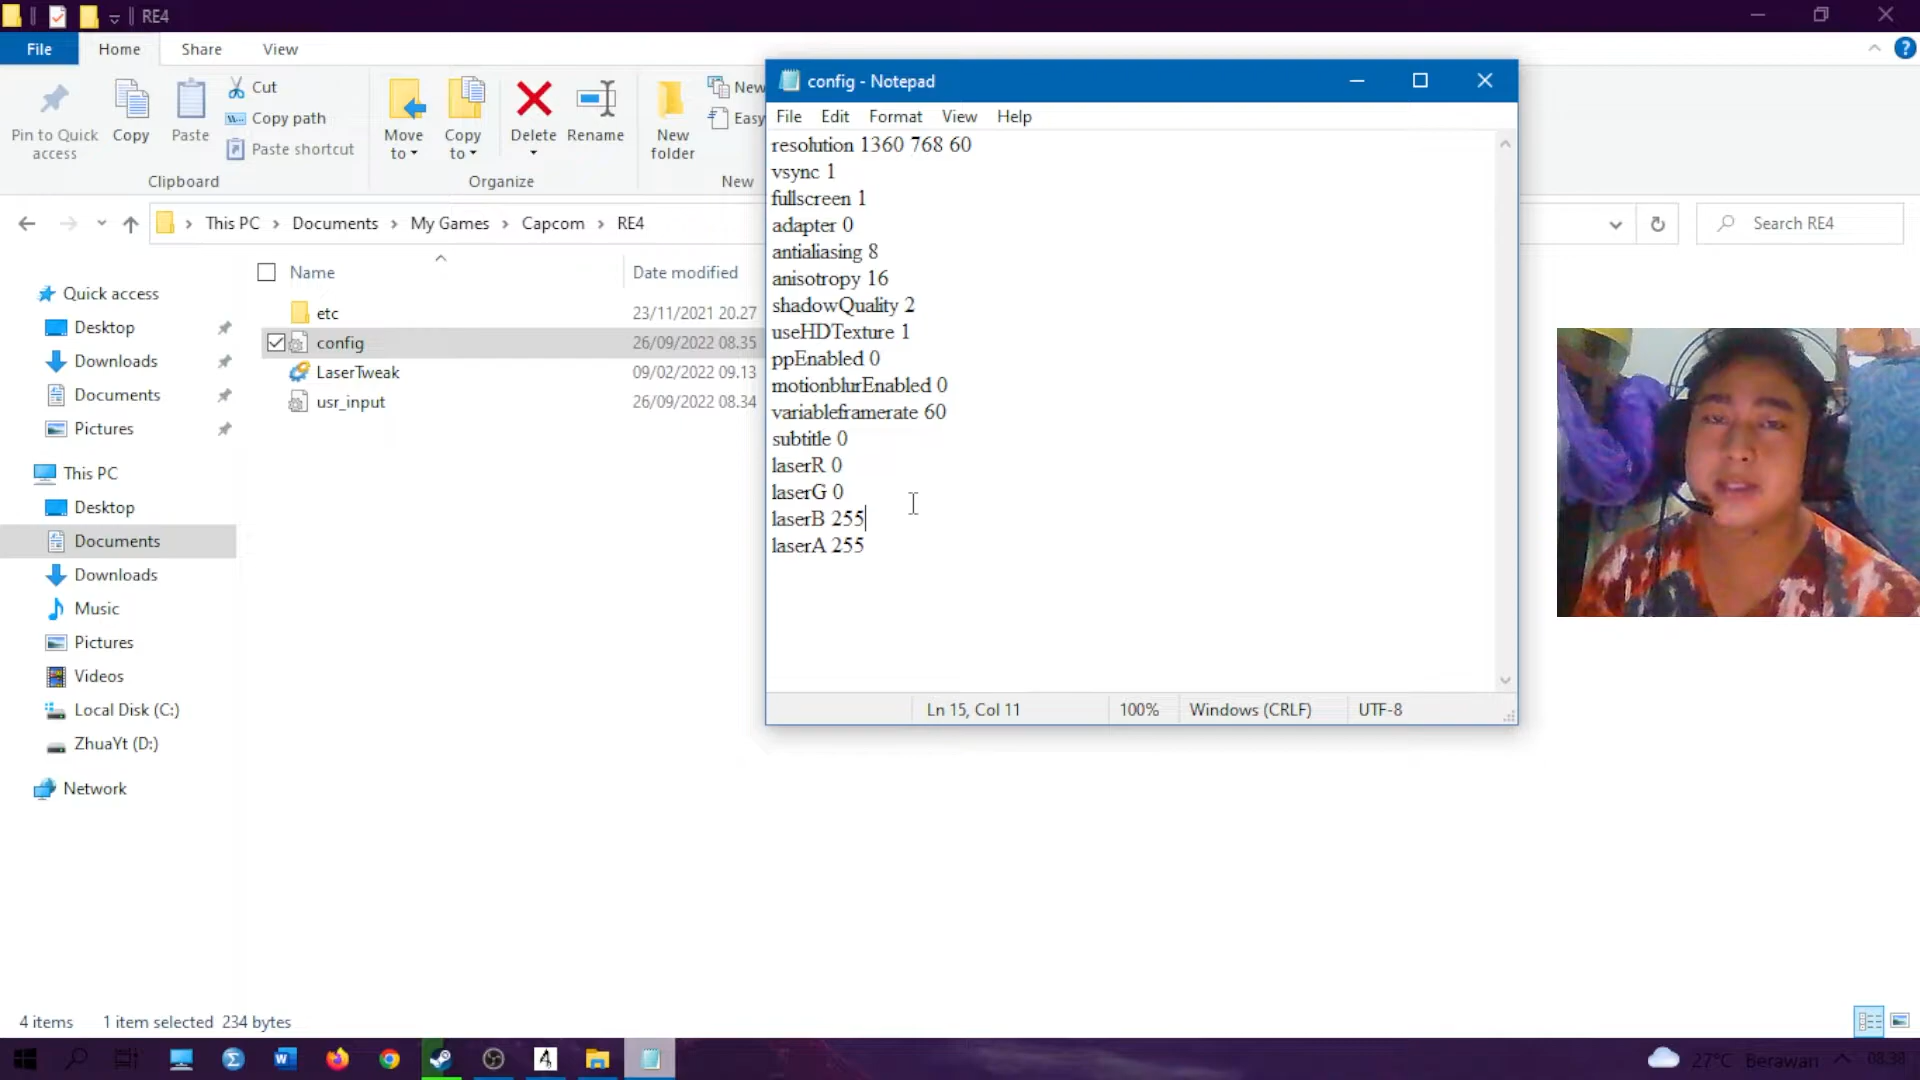 RE4
File
Home
Share
View
Pin to Quick access
Copy
Paste
Cut
Copy path
Paste shortcut
Clipboard
Move to
Copy to
Delete
Rename
Organize
New folder
New
Easy
New
This PC
Documents
My Games
Capcom
RE4
Search RE4
Name
Date modified
etc
23/11/2021 20.27
config
26/09/2022 08.35
LaserTweak
09/02/2022 09.13
usr_input
26/09/2022 08.34
Quick access
Desktop
Downloads
Documents
Pictures
This PC
Desktop
Documents
Downloads
Music
Pictures
Videos
Local Disk (C:)
ZhuaYt (D:)
Network
config - Notepad
File Edit Format View Help
resolution 1360 768 60
vsync 1
fullscreen 1
adapter 0
antialiasing 8
anisotropy 16
shadowQuality 2
useHDTexture 1
ppEnabled 0
motionblurEnabled 0
variableframerate 60
subtitle 0
laserR 0
laserG 0
laserB 255
laserA 255
Ln 15, Col 11
100%
Windows (CRLF)
UTF-8
4 items
1 item selected 234 bytes
27°C Berawan
08.38